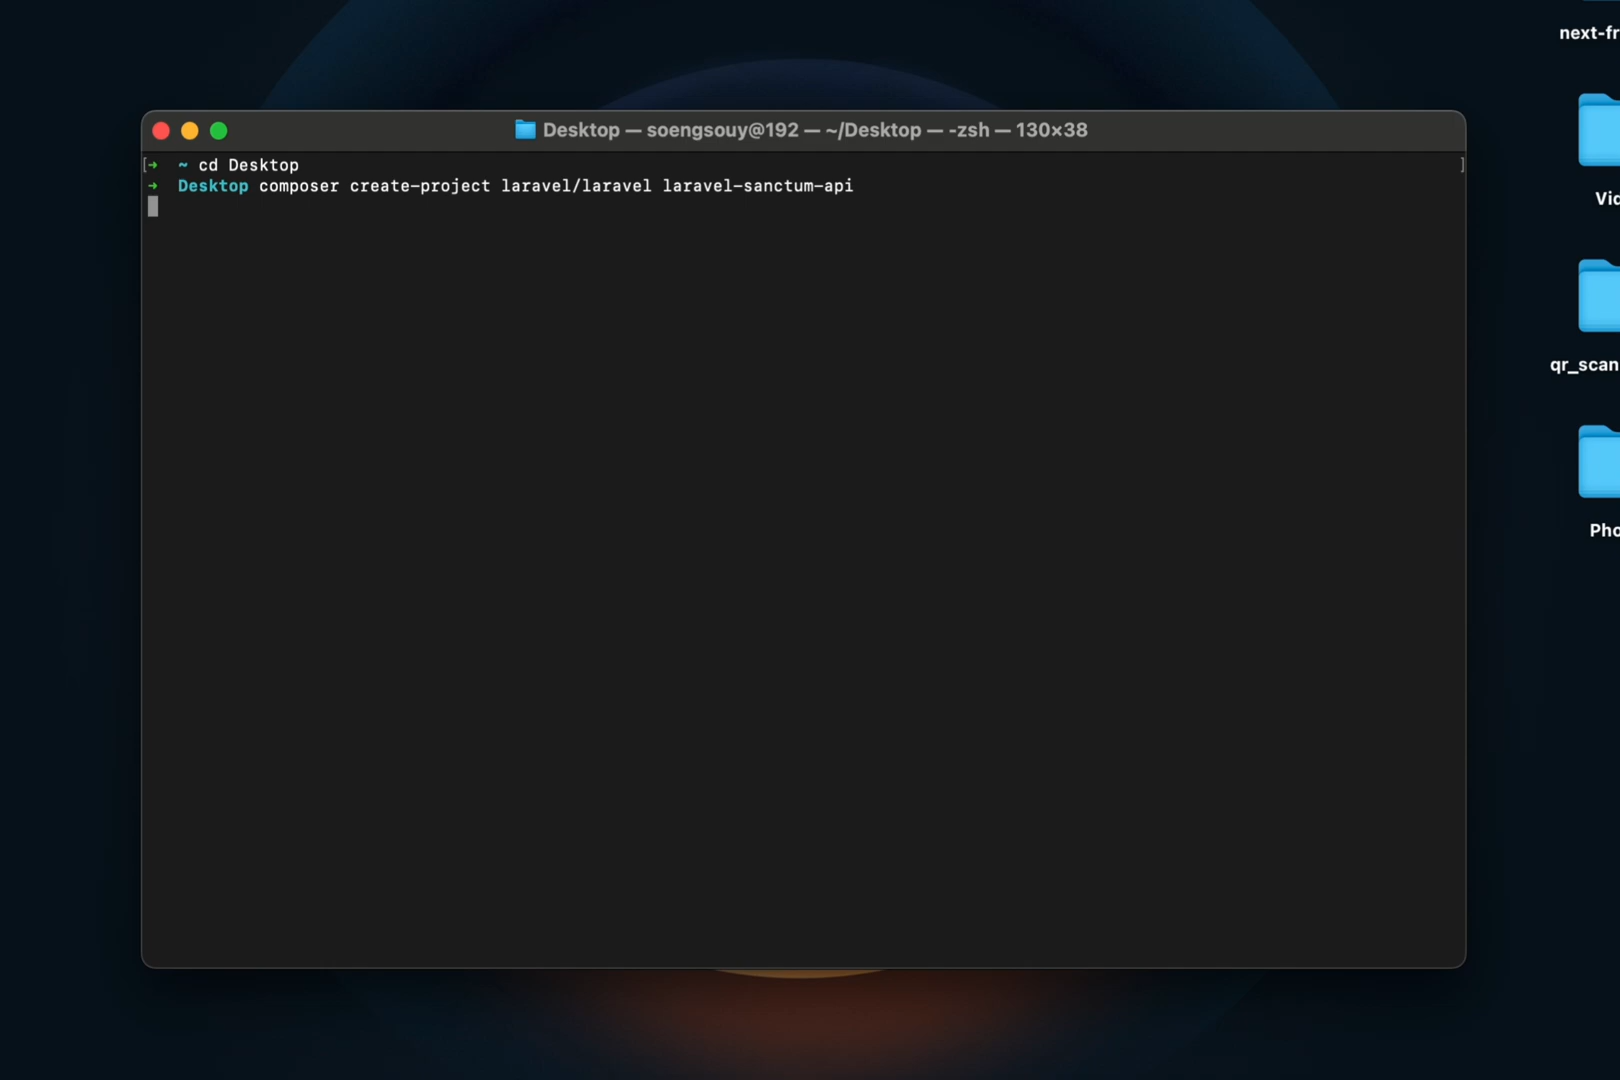 next-fr
Desktop — soengsouy@192 — ~/Desktop — -zsh — 130×38
[➜ ~ cd Desktop ]
➜ Desktop composer create-project laravel/laravel laravel-sanctum-api
Vid
qr_scan
Pho